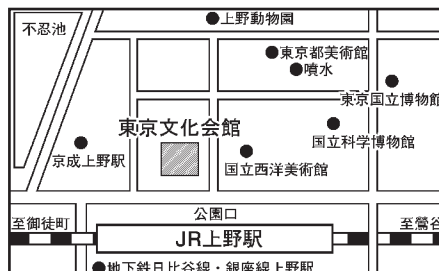 不忍池
●上野動物園
●東京都美術館
●噴水
東京国立博物館
東京文化会館
国立科学博物館
京成上野駅
国立西洋美術館
公園口
至御徒町
至鶯谷
JR上野駅
●地下鉄日比谷線・銀座線上野駅